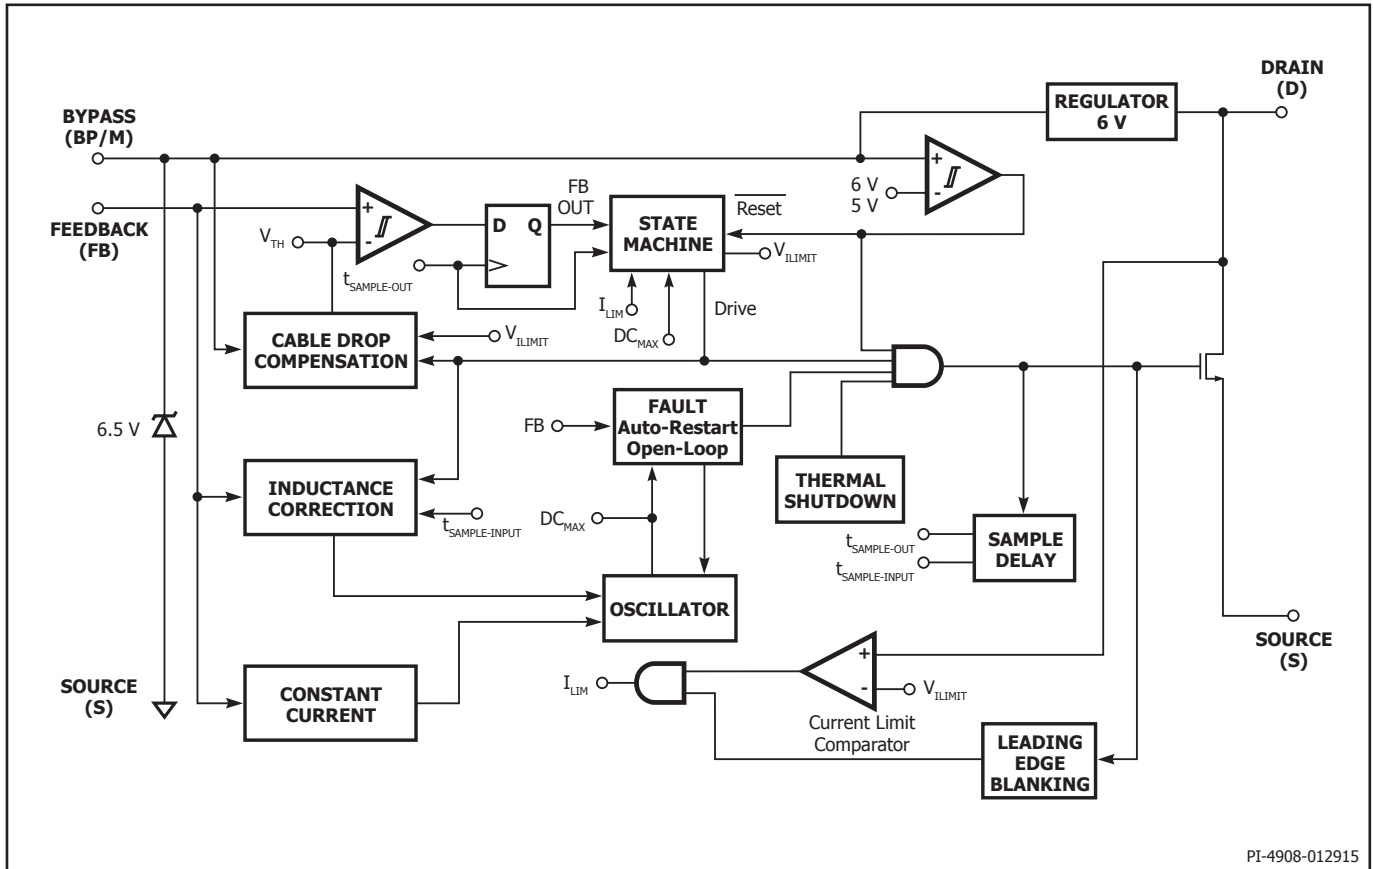 DRAIN
(D)
REGULATOR
6 V
BYPASS
(BP/M)
+
6 V
5 V
-
FEEDBACK
(FB)
+
-
V_TH
t_SAMPLE-OUT
D Q
FB
OUT
STATE
MACHINE
Reset
V_ILIMIT
I_LIM
DC_MAX
Drive
CABLE DROP
COMPENSATION
V_ILIMIT
6.5 V
FB
FAULT
Auto-Restart
Open-Loop
THERMAL
SHUTDOWN
INDUCTANCE
CORRECTION
t_SAMPLE-INPUT
DC_MAX
t_SAMPLE-OUT
t_SAMPLE-INPUT
SAMPLE
DELAY
OSCILLATOR
SOURCE
(S)
SOURCE
(S)
CONSTANT
CURRENT
I_LIM
+
-
V_ILIMIT
Current Limit
Comparator
LEADING
EDGE
BLANKING
PI-4908-012915